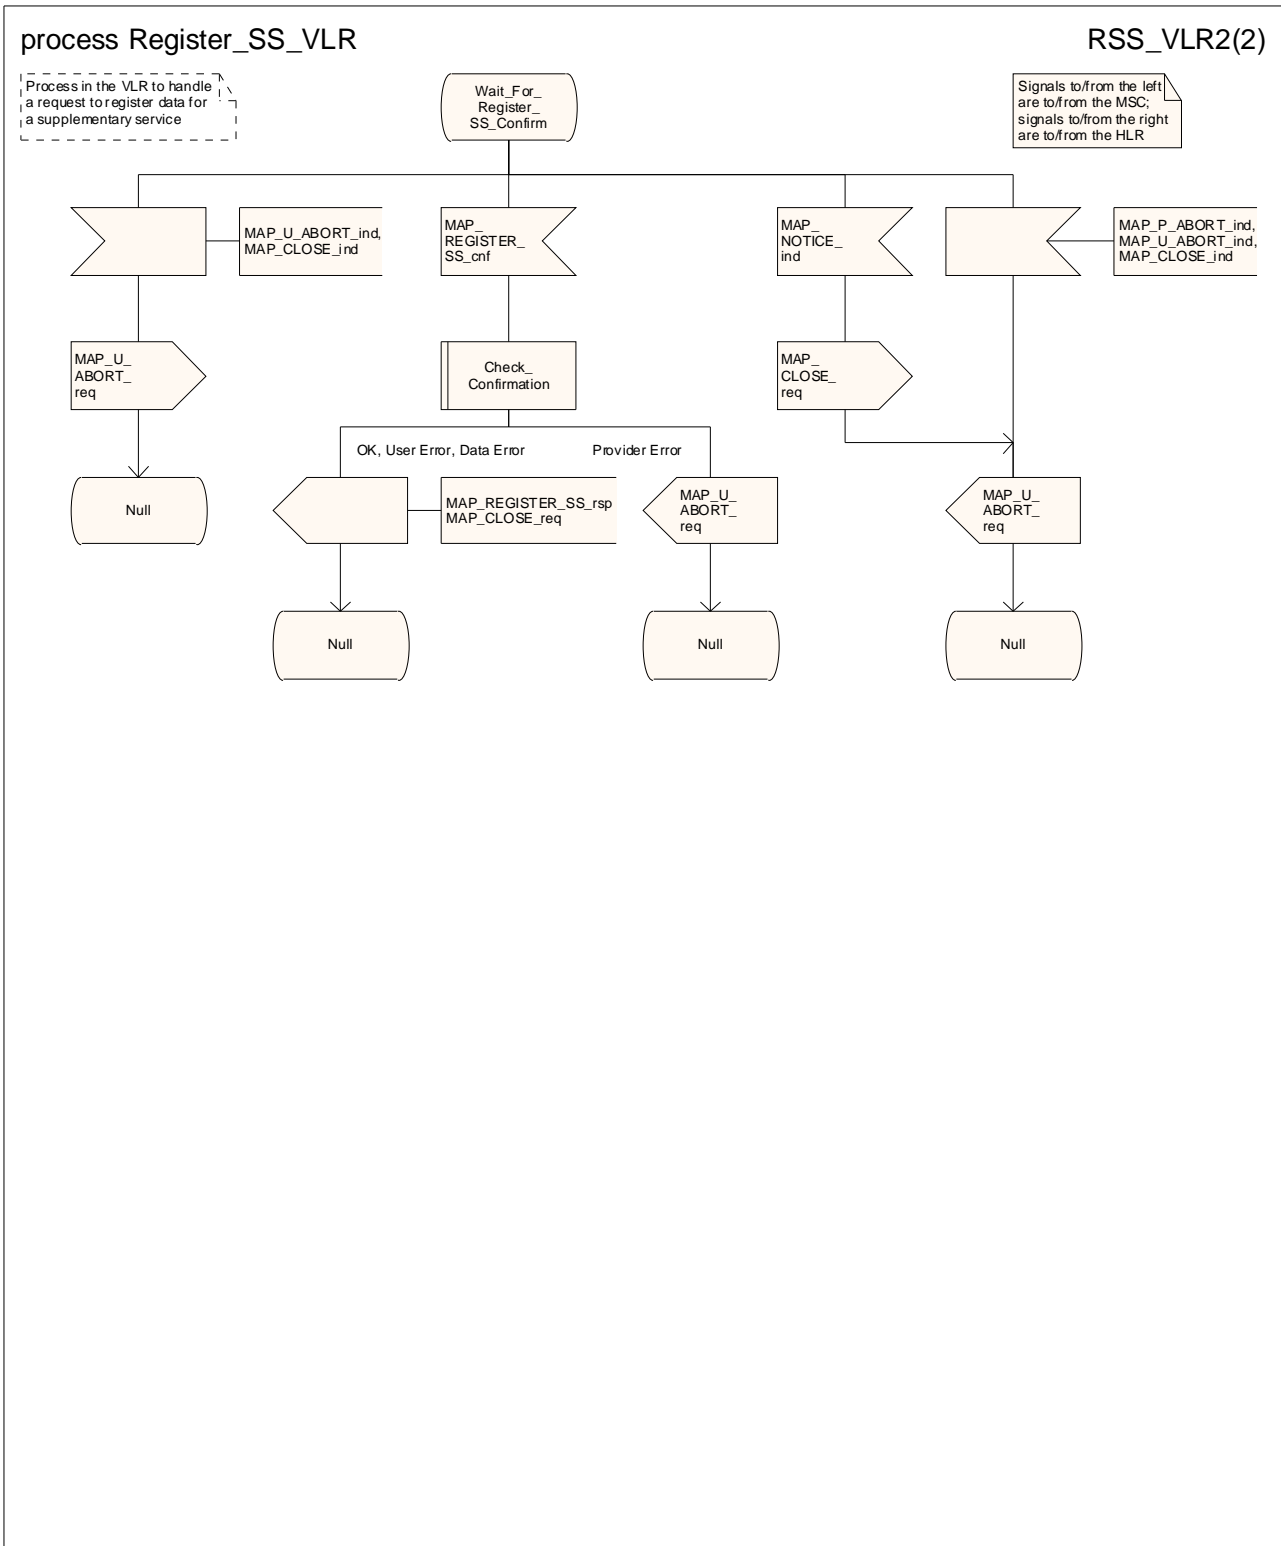 process Register_SS_VLR
RSS_VLR2(2)
Process in the VLR to handle
a request to register data for
a supplementary service
Wait_For_
Register_
SS_Confirm
Signals to/from the left
are to/from the MSC;
signals to/from the right
are to/from the HLR
MAP_U_ABORT_ind,
MAP_CLOSE_ind
MAP_
REGISTER_
SS_cnf
MAP_
NOTICE_
ind
MAP_P_ABORT_ind,
MAP_U_ABORT_ind,
MAP_CLOSE_ind
MAP_U_
ABORT_
req
Check_
Confirmation
MAP_
CLOSE_
req
OK, User Error, Data Error
Provider Error
Null
MAP_REGISTER_SS_rsp
MAP_CLOSE_req
MAP_U_
ABORT_
req
MAP_U_
ABORT_
req
Null
Null
Null